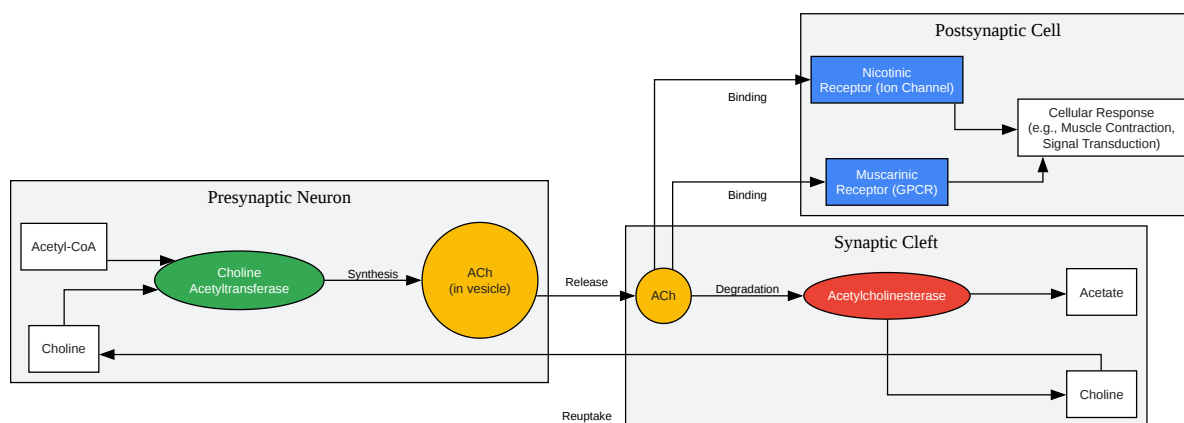 Postsynaptic Cell
Nicotinic
Receptor (Ion Channel)
Binding
Cellular Response
(e.g., Muscle Contraction,
Signal Transduction)
Muscarinic
Receptor (GPCR)
Binding
Presynaptic Neuron
Acetyl-CoA
Choline
Acetyltransferase
Synthesis
ACh
(in vesicle)
Release
Choline
Synaptic Cleft
ACh
Degradation
Acetylcholinesterase
Acetate
Choline
Reuptake